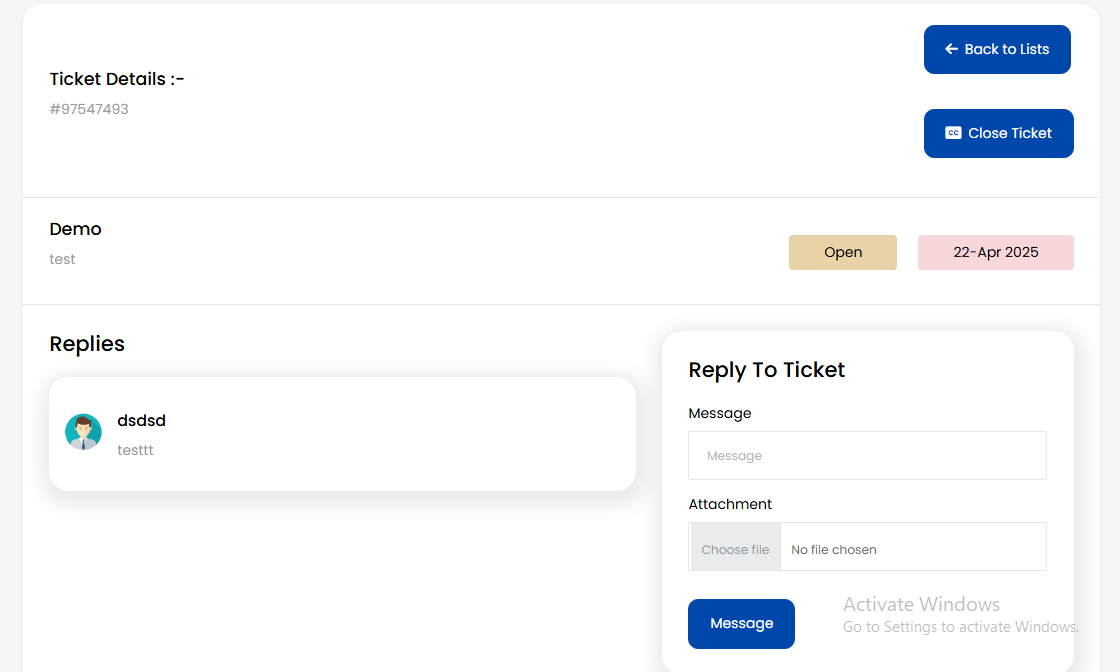 Back to Lists
Ticket Details :-
#97547493
CC Close Ticket
Demo
test
Open
22-Apr 2025
Replies
dsdsd
testtt
Reply To Ticket
Message
Message
Attachment
Choose file No file chosen
Message
Activate Windows
Go to Settings to activate Windows.